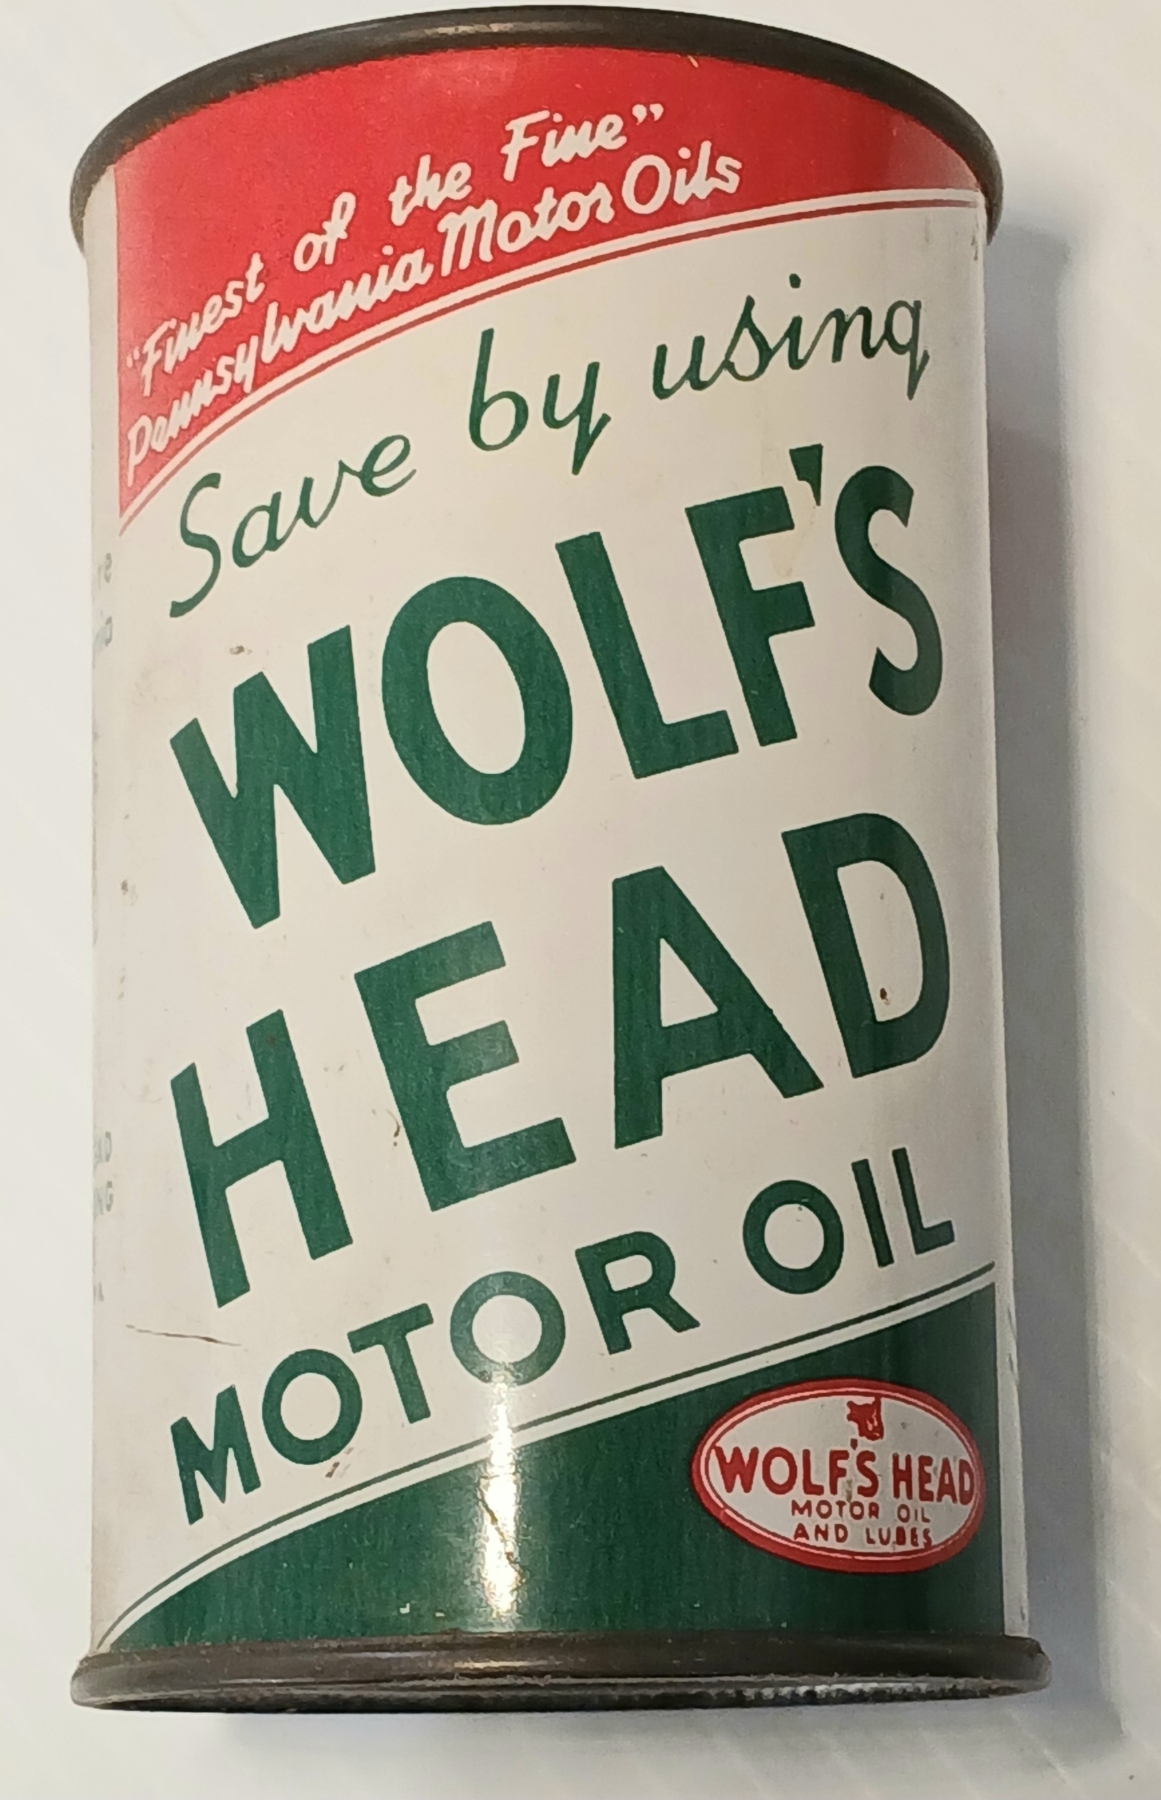 "Finest of the Fine"
Pennsylvania Motor Oils
Save by using
WOLF'S
HEAD
MOTOR OIL
WOLF'S HEAD
MOTOR OIL
AND LUBES